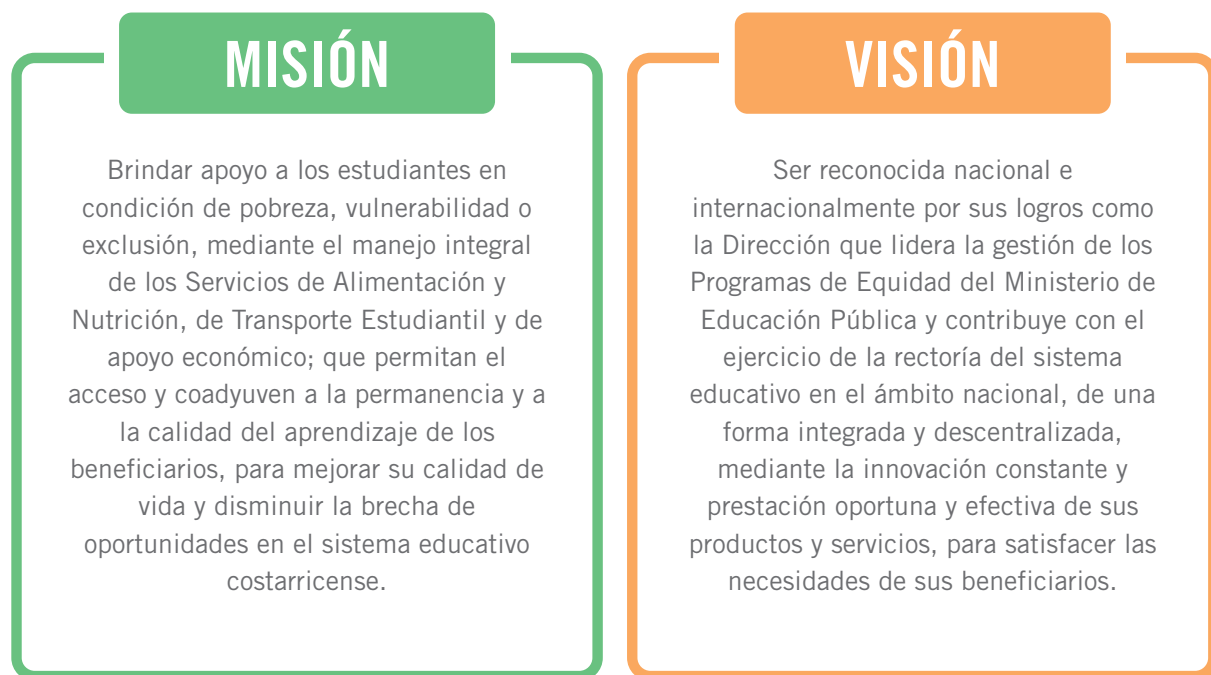 MISIÓN
Brindar apoyo a los estudiantes en
condición de pobreza, vulnerabilidad o
exclusión, mediante el manejo integral
de los Servicios de Alimentación y
Nutrición, de Transporte Estudiantil y de
apoyo económico; que permitan el
acceso y coadyuven a la permanencia y a
la calidad del aprendizaje de los
beneficiarios, para mejorar su calidad de
vida y disminuir la brecha de
oportunidades en el sistema educativo
costarricense.
VISIÓN
Ser reconocida nacional e
internacionalmente por sus logros como
la Dirección que lidera la gestión de los
Programas de Equidad del Ministerio de
Educación Pública y contribuye con el
ejercicio de la rectoría del sistema
educativo en el ámbito nacional, de una
forma integrada y descentralizada,
mediante la innovación constante y
prestación oportuna y efectiva de sus
productos y servicios, para satisfacer las
necesidades de sus beneficiarios.